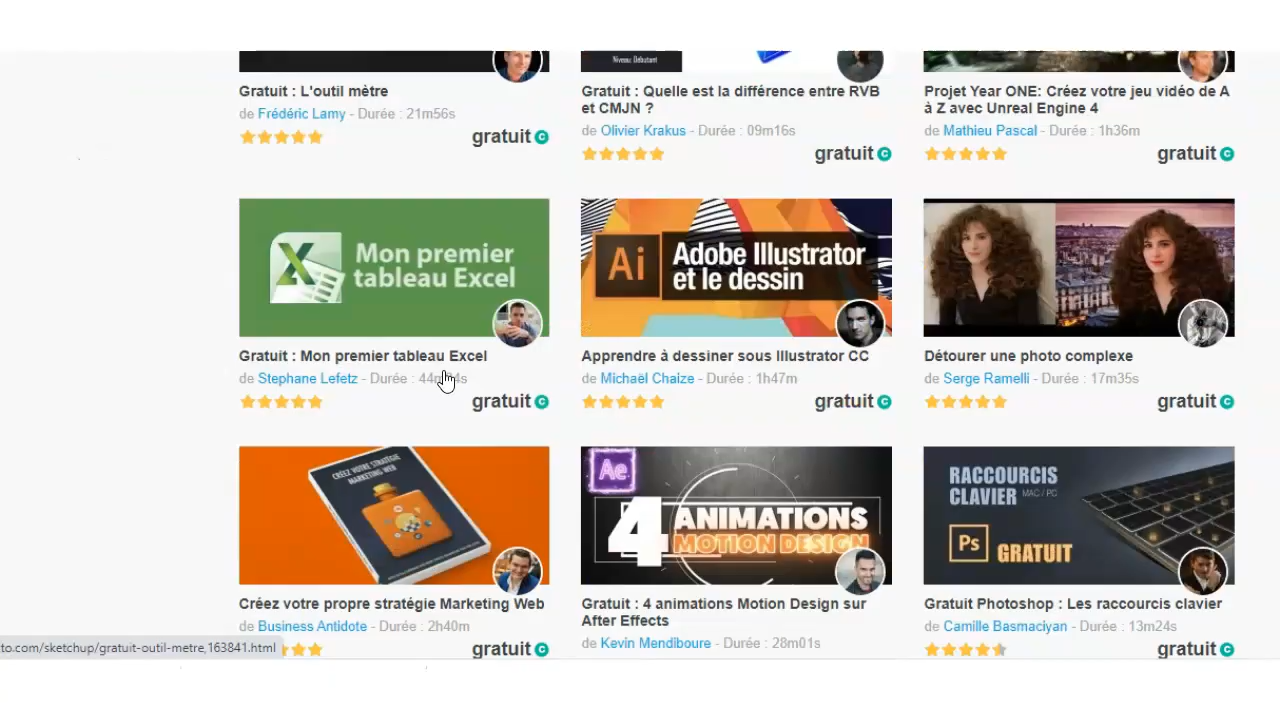 Niveau: Débutant
Gratuit : L'outil mètre
de Frédéric Lamy - Durée : 21m56s
gratuit
Gratuit : Quelle est la différence entre RVB
et CMJN ?
de Olivier Krakus - Durée : 09m16s
gratuit
Projet Year ONE: Créez votre jeu vidéo de A
à Z avec Unreal Engine 4
de Mathieu Pascal - Durée : 1h36m
gratuit
Mon premier
tableau Excel
Gratuit : Mon premier tableau Excel
de Stephane Lefetz - Durée :
gratuit
Ai
Adobe Illustrator
et le dessin
Apprendre à dessiner sous Illustrator CC
de Michaël Chaize - Durée : 1h47m
gratuit
Détourer une photo complexe
de Serge Ramelli - Durée : 17m35s
gratuit
CRÉEZ VOTRE STRATÉGIE
MARKETING WEB
Créez votre propre stratégie Marketing Web
de Business Antidote - Durée : 2h40m
gratuit
Ae
4 ANIMATIONS
MOTION DESIGN
Gratuit : 4 animations Motion Design sur
After Effects
de Kevin Mendiboure - Durée : 28m01s
RACCOURCIS
CLAVIER MAC / PC
Ps GRATUIT
Gratuit Photoshop : Les raccourcis clavier
de Camille Basmaciyan - Durée : 13m24s
gratuit
to.com/sketchup/gratuit-outil-metre,163841.html